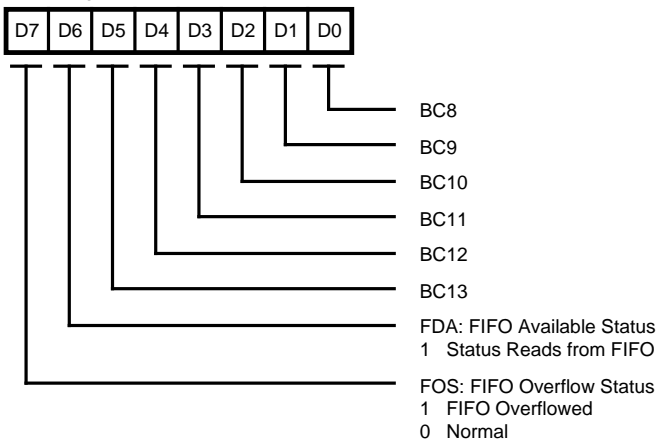 D7 D6 D5 D4 D3 D2 D1 D0
BC8
BC9
BC10
BC11
BC12
BC13
FDA: FIFO Available Status
1 Status Reads from FIFO
FOS: FIFO Overflow Status
1 FIFO Overflowed
0 Normal